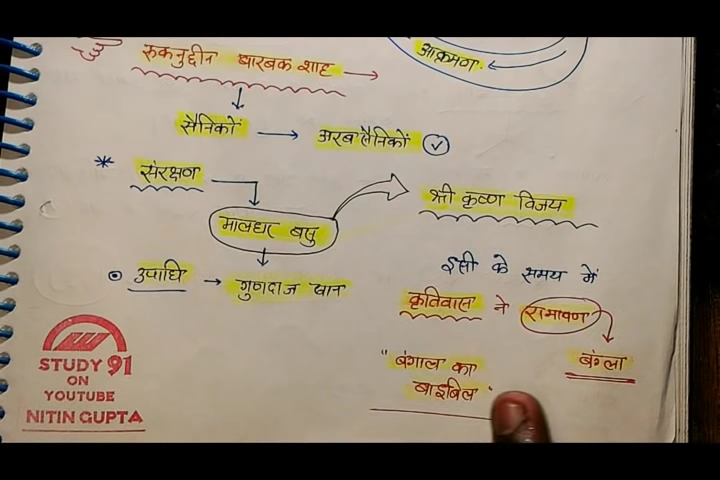 रुकनुद्दीन बारबक शाह
आक्रमण
सैनिकों → अरब सैनिकों
* संरक्षण
श्री कृष्ण विजय
मालधर बसु
उपाधि → गुणराज खान
इसी के समय में
कृतिवास ने रामायण
बंग्ला
"बंगाल का
बाइबिल"
STUDY 91
ON
YOUTUBE
NITIN GUPTA